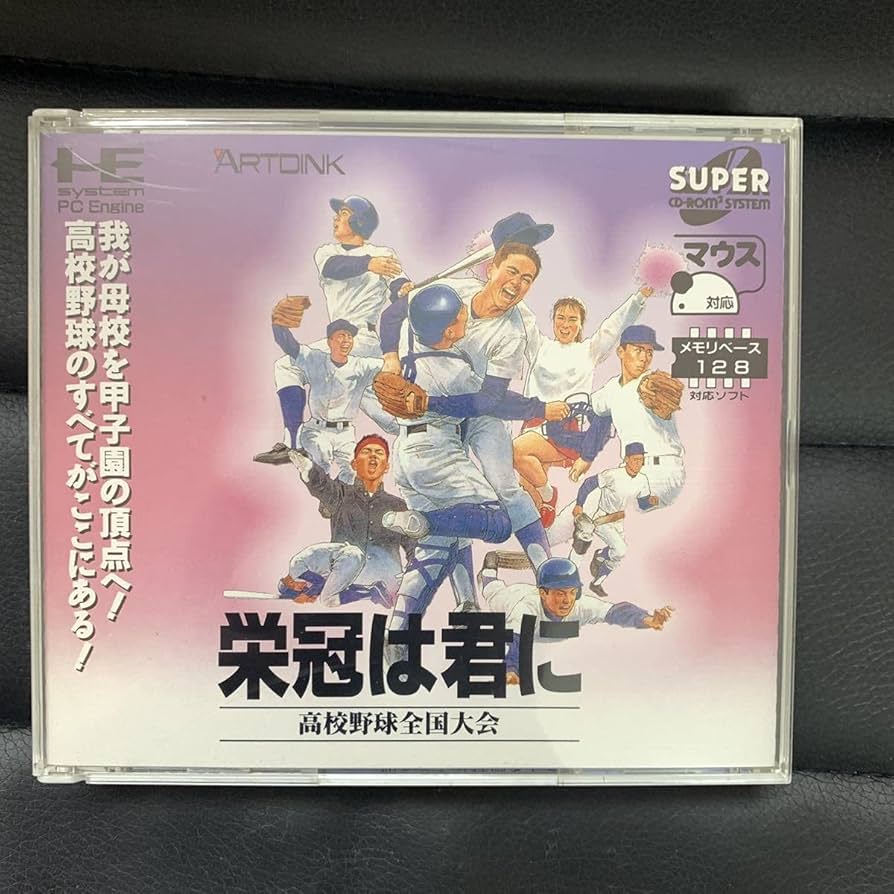 HE
system
PC Engine
ARTDINK
SUPER
CD-ROM² SYSTEM
マウス
対応
メモリベース
128
対応ソフト
我が母校を甲子園の頂点へ!
高校野球のすべてがここにある!
栄冠は君に
高校野球全国大会